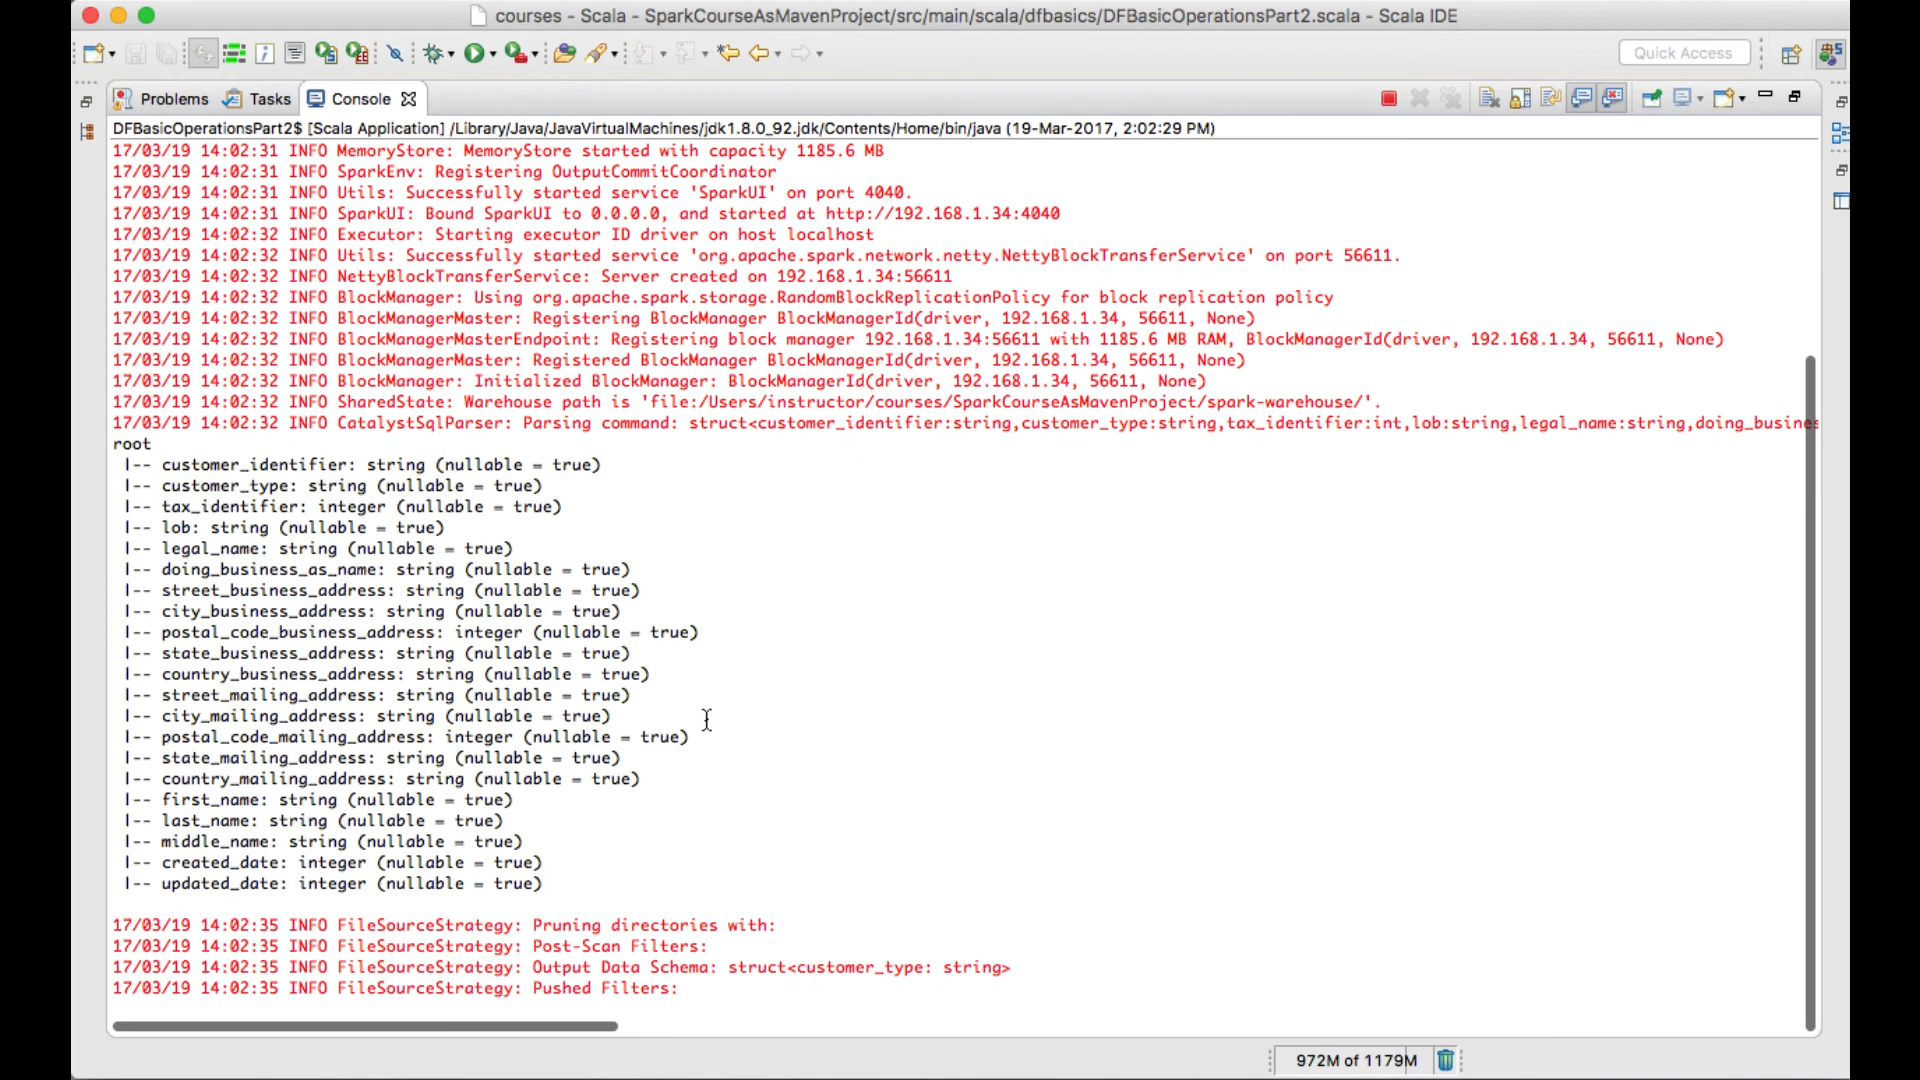 courses - Scala - SparkCourseAsMavenProject/src/main/scala/dfbasics/DFBasicOperationsPart2.scala - Scala IDE
Quick Access
Problems Tasks Console
DFBasicOperationsPart2$ [Scala Application] /Library/Java/JavaVirtualMachines/jdk1.8.0_92.jdk/Contents/Home/bin/java (19-Mar-2017, 2:02:29 PM)
17/03/19 14:02:31 INFO MemoryStore: MemoryStore started with capacity 1185.6 MB
17/03/19 14:02:31 INFO SparkEnv: Registering OutputCommitCoordinator
17/03/19 14:02:31 INFO Utils: Successfully started service 'SparkUI' on port 4040.
17/03/19 14:02:31 INFO SparkUI: Bound SparkUI to 0.0.0.0, and started at http://192.168.1.34:4040
17/03/19 14:02:32 INFO Executor: Starting executor ID driver on host localhost
17/03/19 14:02:32 INFO Utils: Successfully started service 'org.apache.spark.network.netty.NettyBlockTransferService' on port 56611.
17/03/19 14:02:32 INFO NettyBlockTransferService: Server created on 192.168.1.34:56611
17/03/19 14:02:32 INFO BlockManager: Using org.apache.spark.storage.RandomBlockReplicationPolicy for block replication policy
17/03/19 14:02:32 INFO BlockManagerMaster: Registering BlockManager BlockManagerId(driver, 192.168.1.34, 56611, None)
17/03/19 14:02:32 INFO BlockManagerMasterEndpoint: Registering block manager 192.168.1.34:56611 with 1185.6 MB RAM, BlockManagerId(driver, 192.168.1.34, 56611, None)
17/03/19 14:02:32 INFO BlockManagerMaster: Registered BlockManager BlockManagerId(driver, 192.168.1.34, 56611, None)
17/03/19 14:02:32 INFO BlockManager: Initialized BlockManager: BlockManagerId(driver, 192.168.1.34, 56611, None)
17/03/19 14:02:32 INFO SharedState: Warehouse path is 'file:/Users/instructor/courses/SparkCourseAsMavenProject/spark-warehouse/'.
17/03/19 14:02:32 INFO CatalystSqlParser: Parsing command: struct<customer_identifier:string,customer_type:string,tax_identifier:int,lob:string,legal_name:string,doing_busines
root
|-- customer_identifier: string (nullable = true)
|-- customer_type: string (nullable = true)
|-- tax_identifier: integer (nullable = true)
|-- lob: string (nullable = true)
|-- legal_name: string (nullable = true)
|-- doing_business_as_name: string (nullable = true)
|-- street_business_address: string (nullable = true)
|-- city_business_address: string (nullable = true)
|-- postal_code_business_address: integer (nullable = true)
|-- state_business_address: string (nullable = true)
|-- country_business_address: string (nullable = true)
|-- street_mailing_address: string (nullable = true)
|-- city_mailing_address: string (nullable = true)
|-- postal_code_mailing_address: integer (nullable = true)
|-- state_mailing_address: string (nullable = true)
|-- country_mailing_address: string (nullable = true)
|-- first_name: string (nullable = true)
|-- last_name: string (nullable = true)
|-- middle_name: string (nullable = true)
|-- created_date: integer (nullable = true)
|-- updated_date: integer (nullable = true)
17/03/19 14:02:35 INFO FileSourceStrategy: Pruning directories with:
17/03/19 14:02:35 INFO FileSourceStrategy: Post-Scan Filters:
17/03/19 14:02:35 INFO FileSourceStrategy: Output Data Schema: struct<customer_type: string>
17/03/19 14:02:35 INFO FileSourceStrategy: Pushed Filters:
972M of 1179M